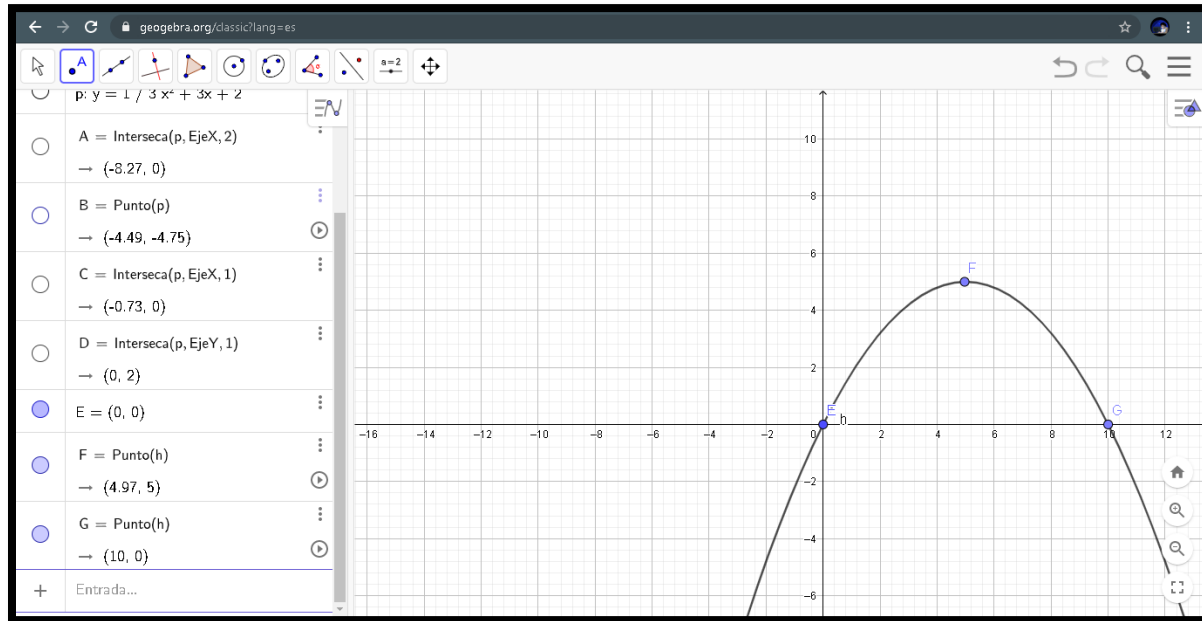 geogebra.org/classic?lang=es
A
a=2
p: y = 1 / 3 x² + 3x + 2
A = Interseca(p, EjeX, 2)
→ (-8.27, 0)
B = Punto(p)
→ (-4.49, -4.75)
C = Interseca(p, EjeX, 1)
→ (-0.73, 0)
D = Interseca(p, EjeY, 1)
→ (0, 2)
E = (0, 0)
F = Punto(h)
→ (4.97, 5)
G = Punto(h)
→ (10, 0)
+ Entrada...
10
8
6
F
4
2
E h G
-16 -14 -12 -10 -8 -6 -4 -2 0 2 4 6 8 10 12
-2
-4
-6